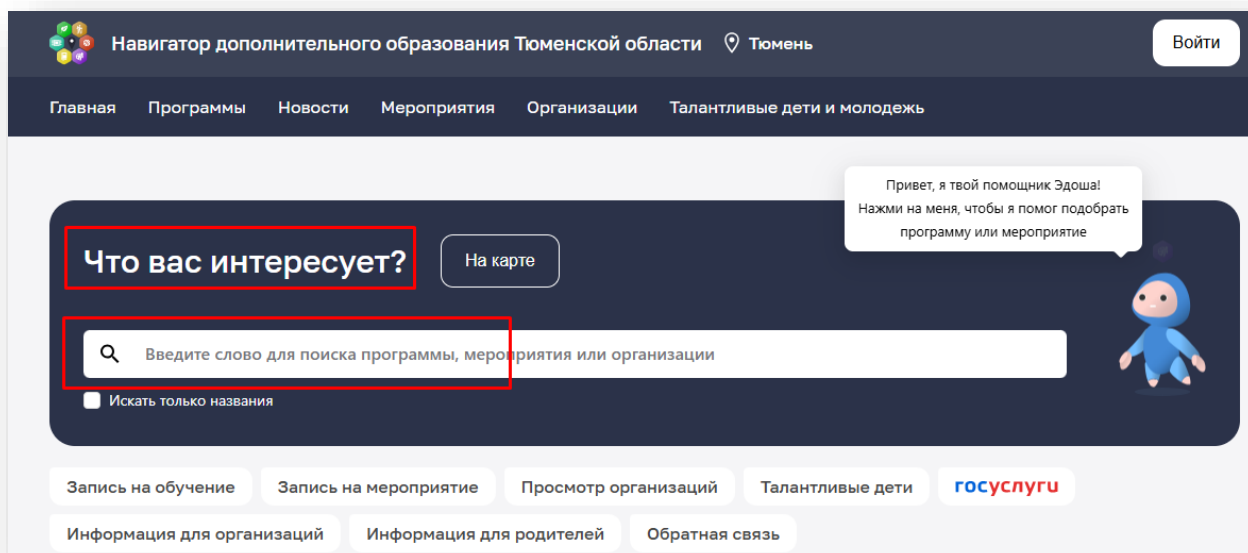 Навигатор дополнительного образования Тюменской области Тюмень Войти
Главная Программы Новости Мероприятия Организации Талантливые дети и молодежь
Привет, я твой помощник Эдоша!
Нажми на меня, чтобы я помог подобрать
программу или мероприятие
Что вас интересует? На карте
Введите слово для поиска программы, мероприятия или организации
Искать только названия
Запись на обучение Запись на мероприятие Просмотр организаций Талантливые дети госуслуги
Информация для организаций Информация для родителей Обратная связь